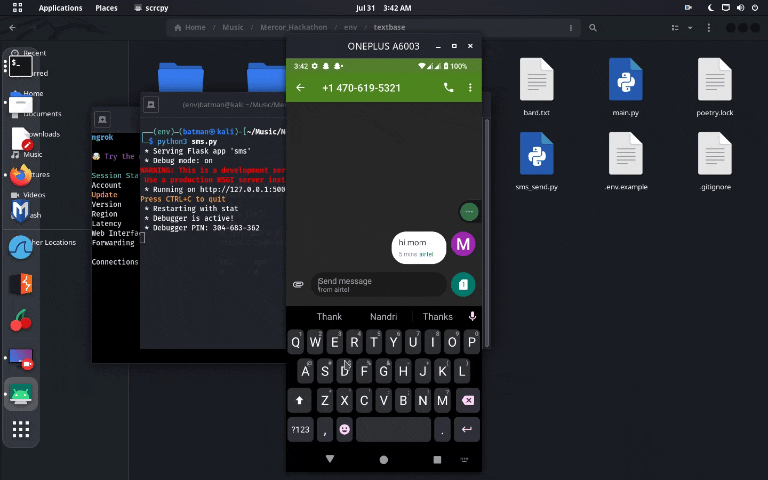 Applications Places scrcpy Jul 31 3:42 AM
Home / Music / Mercor_Hackathon / env / textbase
Recent
Home
Documents
Music
Videos
ONEPLUS A6003
3:42 100%
+1 470-619-5321
hi mom
5 mins airtel
Send message
from airtel
Thank Nandri Thanks
Q W E R T Y U I O P
A S D F G H J K L
Z X C V B N M
?123 , .
(env)batman@kali: ~/Music/Me
(env)-(batman㉿kali)-[~/Music/M
$ python3 sms.py
* Serving Flask app 'sms'
* Debug mode: on
WARNING: This is a development ser
Use a production WSGI server inst
* Running on http://127.0.0.1:500
Press CTRL+C to quit
* Restarting with stat
* Debugger is active!
* Debugger PIN: 304-683-362
ngrok
Try the
Session Sta
Account
Update
Version
Region
Latency
Web Interfa
Forwarding
Connections
bard.txt main.py poetry.lock
sms_send.py .env.example .gitignore